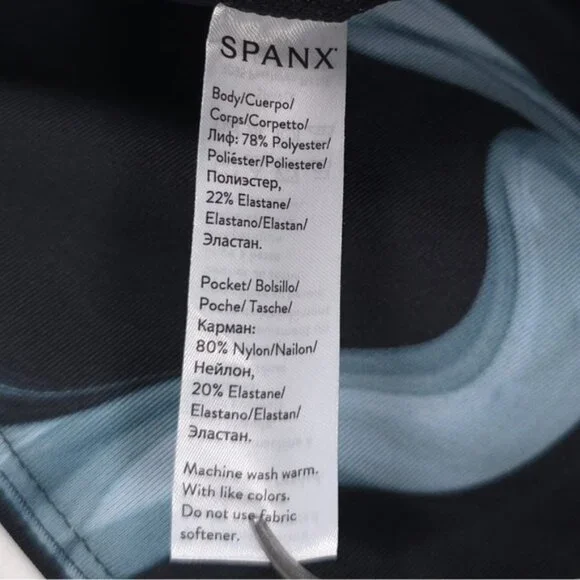 SPANX
Body/Cuerpo/
Corps/Corpetto/
Лиф: 78% Polyester/
Poliéster/Poliestere/
Полиэстер,
22% Elastane/
Elastano/Elastan/
Эластан.
Pocket/ Bolsillo/
Poche/ Tasche/
Карман:
80% Nylon/Nailon/
Нейлон,
20% Elastane/
Elastano/Elastan/
Эластан.
Machine wash warm.
With like colors.
Do not use fabric
softener.